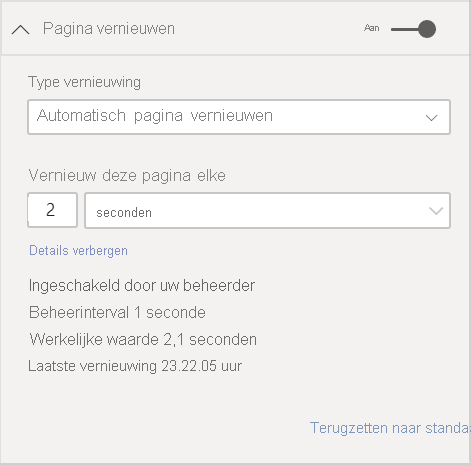 Pagina vernieuwen Aan
Type vernieuwing
Automatisch pagina vernieuwen
Vernieuw deze pagina elke
2 seconden
Details verbergen
Ingeschakeld door uw beheerder
Beheerinterval 1 seconde
Werkelijke waarde 2,1 seconden
Laatste vernieuwing 23.22.05 uur
Terugzetten naar standa